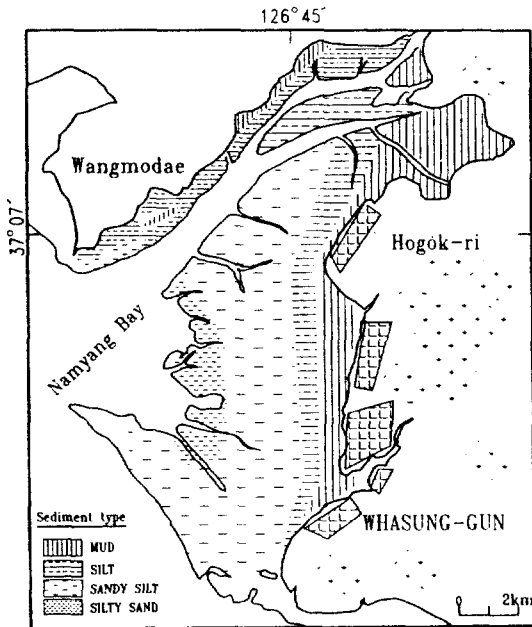 126°45´
37°07´
Wangmodae
Hogok-ri
Namyang Bay
WHASUNG-GUN
Sediment type
MUD
SILT
SANDY SILT
SILTY SAND
2km